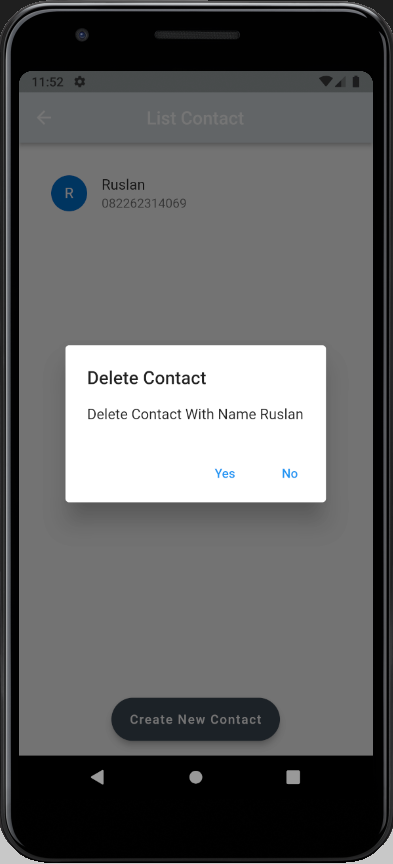 11:52
List Contact
R
Ruslan
082262314069
Delete Contact
Delete Contact With Name Ruslan
Yes No
Create New Contact